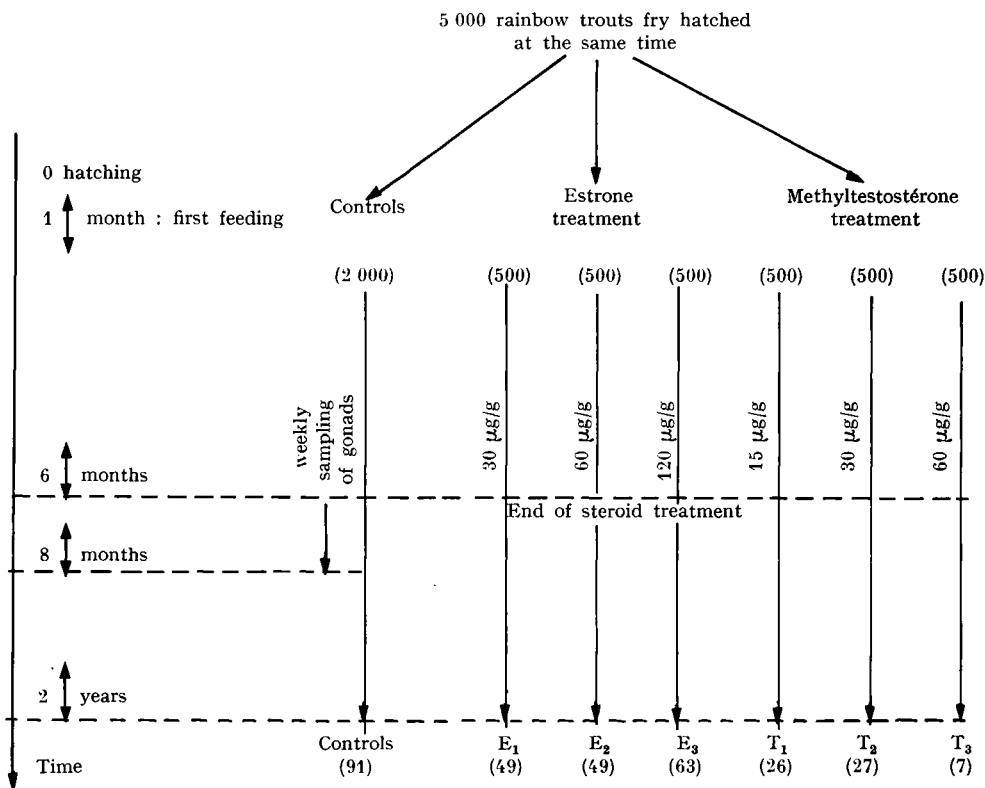 5 000 rainbow trouts fry hatched
at the same time
0 hatching
1 month : first feeding
Controls
Estrone
treatment
Methyltestostérone
treatment
(2 000) (500) (500) (500) (500) (500) (500)
weekly
sampling
of gonads
30 µg/g
60 µg/g
120 µg/g
15 µg/g
30 µg/g
60 µg/g
6 months
End of steroid treatment
8 months
2 years
Controls E₁ E₂ E₃ T₁ T₂ T₃
Time (91) (49) (49) (63) (26) (27) (7)